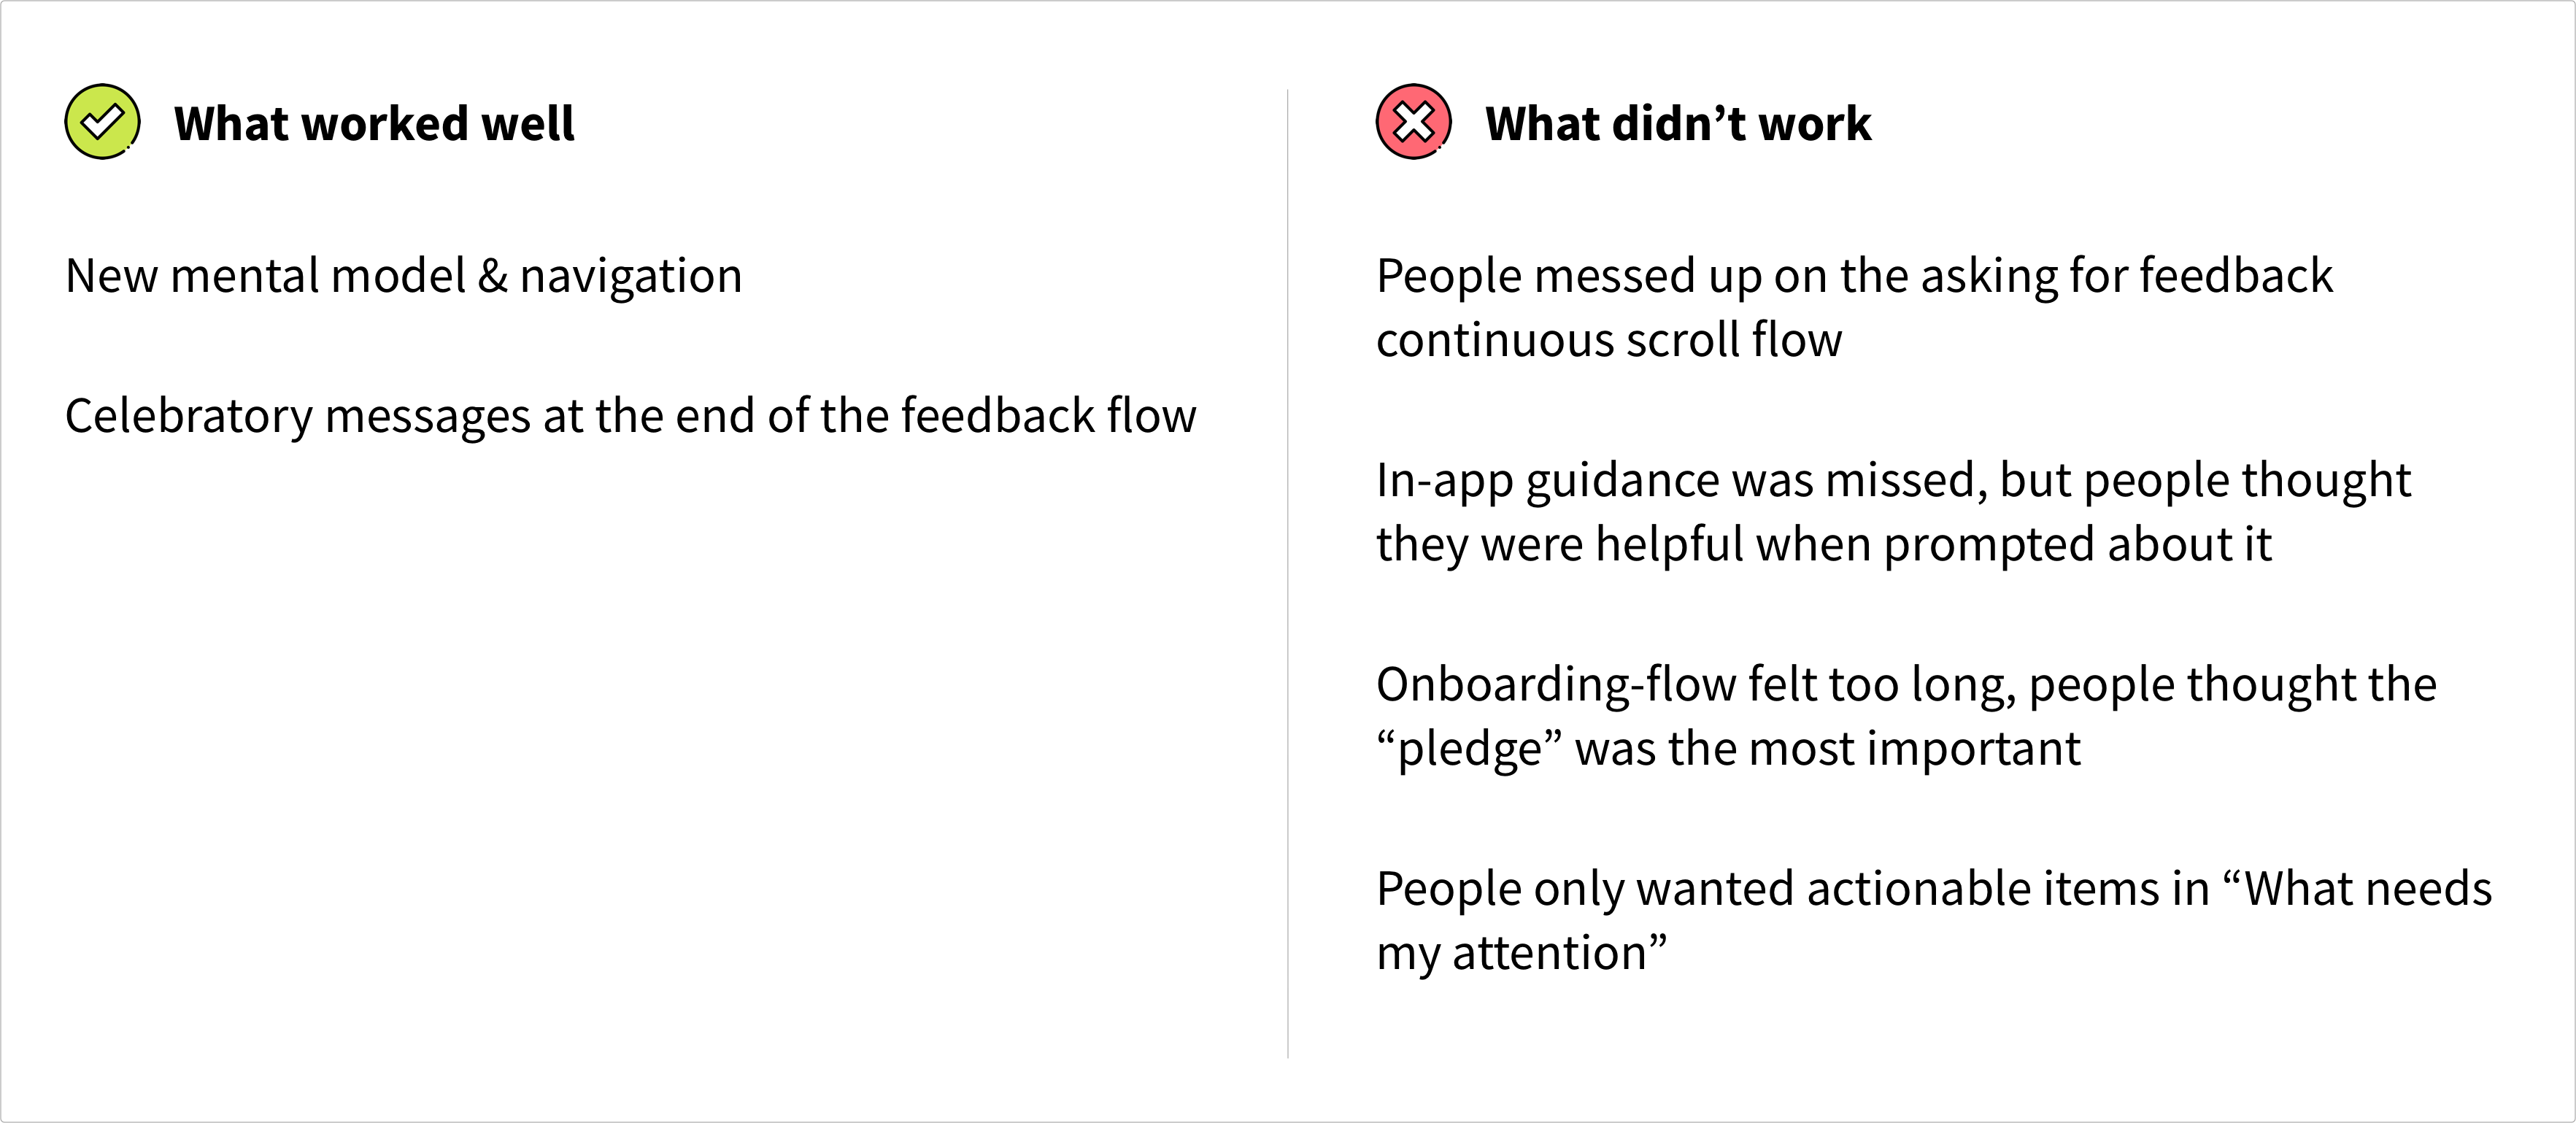 What worked well
New mental model & navigation
Celebratory messages at the end of the feedback flow
What didn’t work
People messed up on the asking for feedback
continuous scroll flow
In-app guidance was missed, but people thought
they were helpful when prompted about it
Onboarding-flow felt too long, people thought the
“pledge” was the most important
People only wanted actionable items in “What needs
my attention”